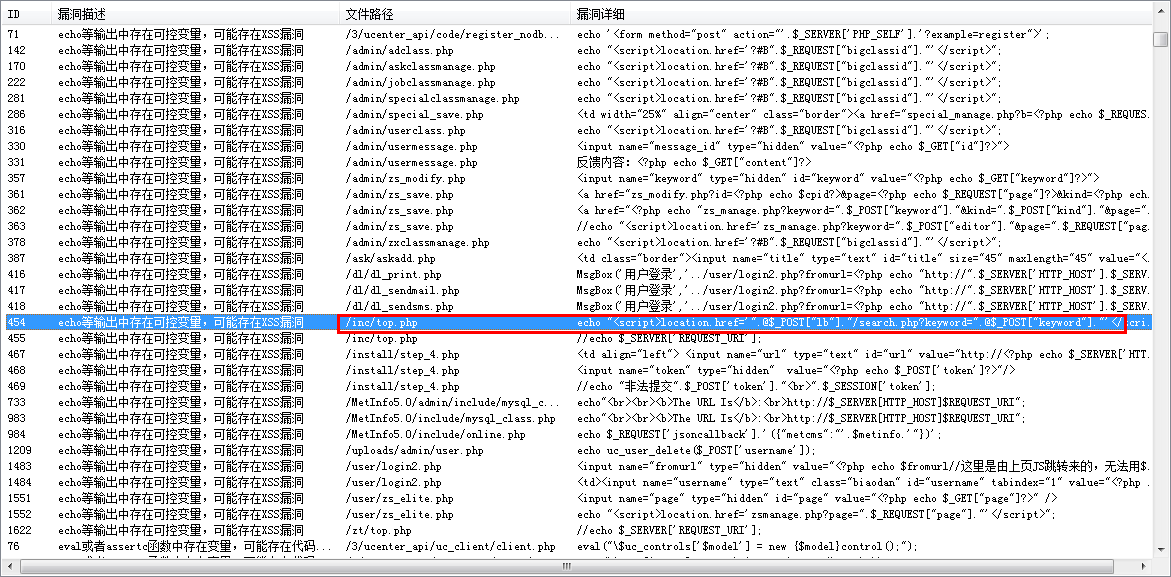 ID 漏洞描述 文件路径 漏洞详细
71 echo等输出中存在可控变量，可能存在XSS漏洞 /3/ucenter_api/code/register_nodb... echo '<form method="post" action="'.$_SERVER['PHP_SELF'].'?example=register">';
142 echo等输出中存在可控变量，可能存在XSS漏洞 /admin/adclass.php echo "<script>location.href='?#B".$_REQUEST["bigclassid"]."'</script>";
170 echo等输出中存在可控变量，可能存在XSS漏洞 /admin/askclassmanage.php echo "<script>location.href='?#B".$_REQUEST["bigclassid"]."'</script>";
222 echo等输出中存在可控变量，可能存在XSS漏洞 /admin/jobclassmanage.php echo "<script>location.href='?#B".$_REQUEST["bigclassid"]."'</script>";
281 echo等输出中存在可控变量，可能存在XSS漏洞 /admin/specialclassmanage.php echo "<script>location.href='?#B".$_REQUEST["bigclassid"]."'</script>";
286 echo等输出中存在可控变量，可能存在XSS漏洞 /admin/special_save.php <td width="25%" align="center" class="border"><a href="special_manage.php?b=<?php echo $_REQUES...
316 echo等输出中存在可控变量，可能存在XSS漏洞 /admin/userclass.php echo "<script>location.href='?#B".$_REQUEST["bigclassid"]."'</script>";
330 echo等输出中存在可控变量，可能存在XSS漏洞 /admin/usermessage.php <input name="message_id" type="hidden" value="<?php echo $_GET["id"]?>">
331 echo等输出中存在可控变量，可能存在XSS漏洞 /admin/usermessage.php 反馈内容：<?php echo $_GET["content"]?>
357 echo等输出中存在可控变量，可能存在XSS漏洞 /admin/zs_modify.php <input name="keyword" type="hidden" id="keyword" value="<?php echo $_GET["keyword"]?>">
361 echo等输出中存在可控变量，可能存在XSS漏洞 /admin/zs_save.php <a href="zs_modify.php?id=<?php echo $cpid?>&page=<?php echo $_REQUEST["page"]?>&kind=<?php ech...
362 echo等输出中存在可控变量，可能存在XSS漏洞 /admin/zs_save.php <a href="<?php echo "zs_manage.php?keyword=".$_POST["keyword"]."&kind=".$_POST["kind"]."&page="...
363 echo等输出中存在可控变量，可能存在XSS漏洞 /admin/zs_save.php //echo "<script>location.href='zs_manage.php?keyword=".$_POST["editor"]."&page=".$_REQUEST["pag...
378 echo等输出中存在可控变量，可能存在XSS漏洞 /admin/zxclassmanage.php echo "<script>location.href='?#B".$_REQUEST["bigclassid"]."'</script>";
387 echo等输出中存在可控变量，可能存在XSS漏洞 /ask/askadd.php <td class="border"><input name="title" type="text" id="title" size="45" maxlength="45" value="<...
416 echo等输出中存在可控变量，可能存在XSS漏洞 /dl/dl_print.php MsgBox('用户登录','../user/login2.php?fromurl=<?php echo "http://".$_SERVER['HTTP_HOST'].$_SERV...
417 echo等输出中存在可控变量，可能存在XSS漏洞 /dl/dl_sendmail.php MsgBox('用户登录','../user/login2.php?fromurl=<?php echo "http://".$_SERVER['HTTP_HOST'].$_SERV...
418 echo等输出中存在可控变量，可能存在XSS漏洞 /dl/dl_sendsms.php MsgBox('用户登录','../user/login2.php?fromurl=<?php echo "http://".$_SERVER['HTTP_HOST'].$_SERV...
454 echo等输出中存在可控变量，可能存在XSS漏洞 /inc/top.php echo "<script>location.href='".@$_POST["lb"]."/search.php?keyword=".@$_POST["keyword"]."'</scri...
455 echo等输出中存在可控变量，可能存在XSS漏洞 /inc/top.php //echo $_SERVER['REQUEST_URI'];
467 echo等输出中存在可控变量，可能存在XSS漏洞 /install/step_4.php <td align="left"> <input name="url" type="text" id="url" value="http://<?php echo $_SERVER['HTT...
468 echo等输出中存在可控变量，可能存在XSS漏洞 /install/step_4.php <input name="token" type="hidden"  value="<?php echo $_POST['token']?>"/>
469 echo等输出中存在可控变量，可能存在XSS漏洞 /install/step_4.php //echo "非法提交".$_POST['token']."<br>".$_SESSION['token'];
733 echo等输出中存在可控变量，可能存在XSS漏洞 /MetInfo5.0/admin/include/mysql_c... echo"<br><br><b>The URL Is</b>:<br>http://$_SERVER[HTTP_HOST]$REQUEST_URI";
983 echo等输出中存在可控变量，可能存在XSS漏洞 /MetInfo5.0/include/mysql_class.php echo"<br><br><b>The URL Is</b>:<br>http://$_SERVER[HTTP_HOST]$REQUEST_URI";
984 echo等输出中存在可控变量，可能存在XSS漏洞 /MetInfo5.0/include/online.php echo $_REQUEST['jsoncallback'].'({"metcms":"'.$metinfo.'"})';
1209 echo等输出中存在可控变量，可能存在XSS漏洞 /uploads/admin/user.php echo uc_user_delete($_POST['username']);
1483 echo等输出中存在可控变量，可能存在XSS漏洞 /user/login2.php <input name="fromurl" type="hidden" value="<?php echo $fromurl//这里是由上页JS跳转来的，无法用$...
1484 echo等输出中存在可控变量，可能存在XSS漏洞 /user/login2.php <td><input name="username" type="text" class="biaodan" id="username" tabindex="1" value="<?php ...
1551 echo等输出中存在可控变量，可能存在XSS漏洞 /user/zs_elite.php <input name="page" type="hidden" id="page" value="<?php echo $_GET["page"]?>" />
1552 echo等输出中存在可控变量，可能存在XSS漏洞 /user/zs_elite.php echo "<script>location.href='zsmanage.php?page=".$_REQUEST["page"]."'</script>";
1622 echo等输出中存在可控变量，可能存在XSS漏洞 /zt/top.php //echo $_SERVER['REQUEST_URI'];
76 eval或者assertc函数中存在变量，可能存在代码... /3/ucenter_api/uc_client/client.php eval("\$uc_controls['$model'] = new {$model}control();");